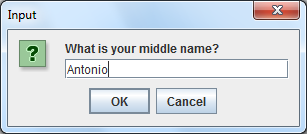 Input
What is your middle name?
Antonio
OK Cancel